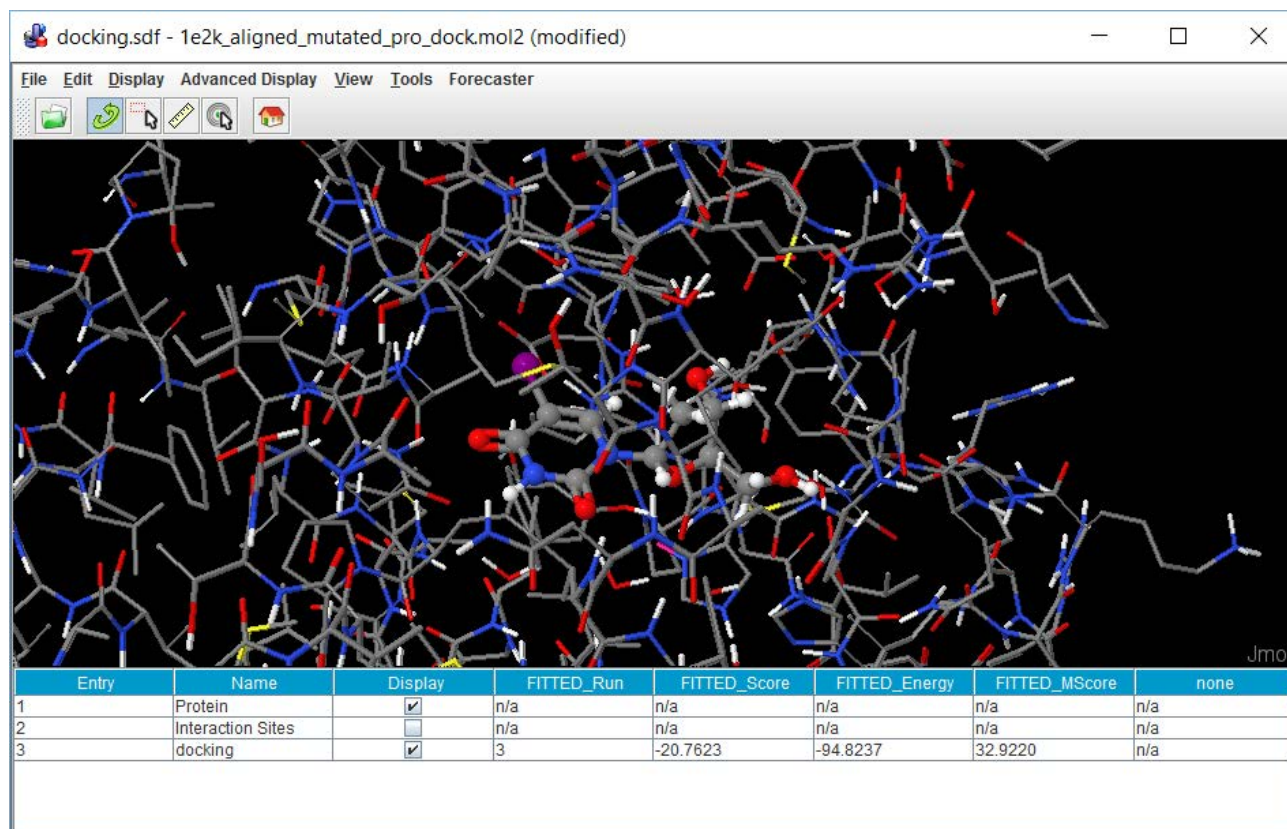 docking.sdf - 1e2k_aligned_mutated_pro_dock.mol2 (modified)
File Edit Display Advanced Display View Tools Forecaster
Jmo
Entry Name Display FITTED_Run FITTED_Score FITTED_Energy FITTED_MScore none
1 Protein n/a n/a n/a n/a n/a
2 Interaction Sites n/a n/a n/a n/a n/a
3 docking 3 -20.7623 -94.8237 32.9220 n/a